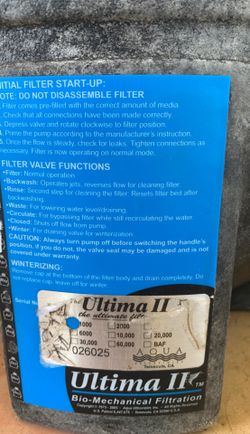 INITIAL FILTER START-UP:
NOTE: DO NOT DISASSEMBLE FILTER
Filter comes pre-filled with the correct amount of media
Check that all connections have been made correctly.
Depress valve and rotate clockwise to filter position.
Prime the pump according to the manufacturer's instruction.
Once the flow is steady, check for leaks. Tighten connections as
necessary. Filter is now operating on normal mode.
FILTER VALVE FUNCTIONS
•Filter: Normal operation
•Backwash: Operates jets, reverses flow for cleaning filter.
•Rinse: Second step for cleaning the filter. Resets filter bed after
backwashing.
•Waste: For lowering water level/draining.
•Circulate: For bypassing filter while still recirculating the water.
•Closed: Shuts off flow from pump.
•Winter: For draining valve for winterization
CAUTION: Always turn pump off before switching the handle's
position, if you do not, the valve seal may be damaged and is not
covered under warranty.
WINTERIZING:
Remove cap at the bottom of the filter body and drain completely. Do
not replace cap, leave off for winter.
Serial
The Ultima II
the ultimate filter
1000 2000
4000 6000 10,000 20,000
30,000 60,000 BAF
026025
AQUA
Temecula, CA
Ultima II™
Bio-Mechanical Filtration